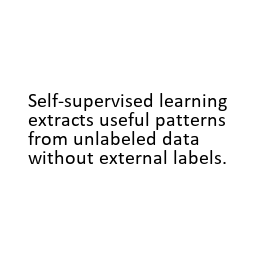 Self-supervised learning
extracts useful patterns
from unlabeled data
without external labels.